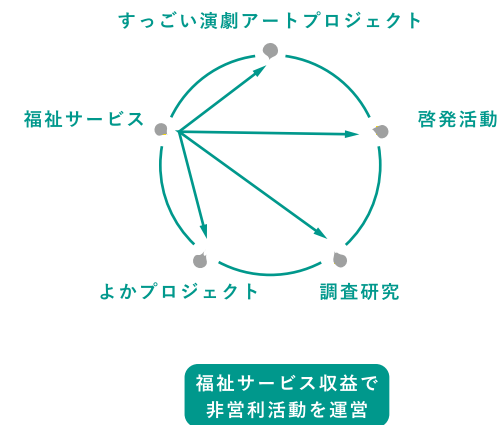 すっごい演劇アートプロジェクト
福祉サービス
啓発活動
よかプロジェクト
調査研究
福祉サービス収益で
非営利活動を運営